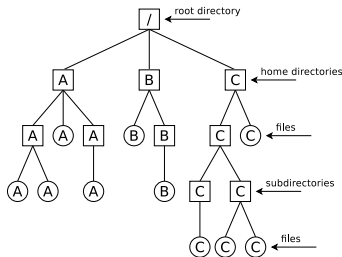 / root directory
A B C home directories
A A A B B C C files
A A A B C C subdirectories
C C C files